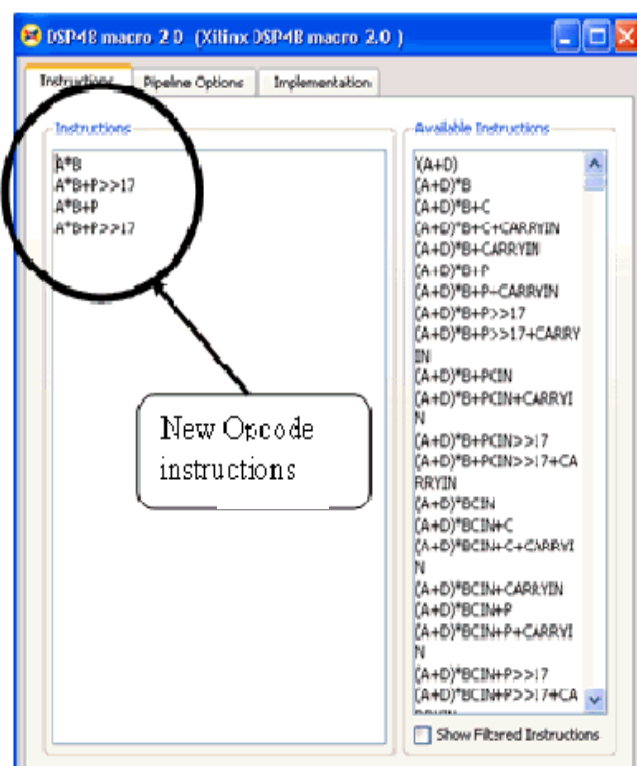 DSP48 macro 2.0 (Xilinx DSP48 macro 2.0 )
Instructions Pipeline Options Implementation
Instructions
A*B
A*B+P>>17
A*B+P
A*B+P>>17
New Opcode
instructions
Available Instructions
(A+D)
(A+D)*B
(A+D)*B+C
(A+D)*B+C+CARRYIN
(A+D)*B+CARRYIN
(A+D)*B+P
(A+D)*B+P+CARRYIN
(A+D)*B+P>>17
(A+D)*B+P>>17+CARRY
IN
(A+D)*B+PCIN
(A+D)*B+PCIN+CARRYI
N
(A+D)*B+PCIN>>17
(A+D)*B+PCIN>>17+CA
RRYIN
(A+D)*BCIN
(A+D)*BCIN+C
(A+D)*BCIN+C+CARRYI
N
(A+D)*BCIN+CARRYIN
(A+D)*BCIN+P
(A+D)*BCIN+P+CARRYI
N
(A+D)*BCIN+P>>17
(A+D)*BCIN+P>>17+CA
Show Filtered Instructions